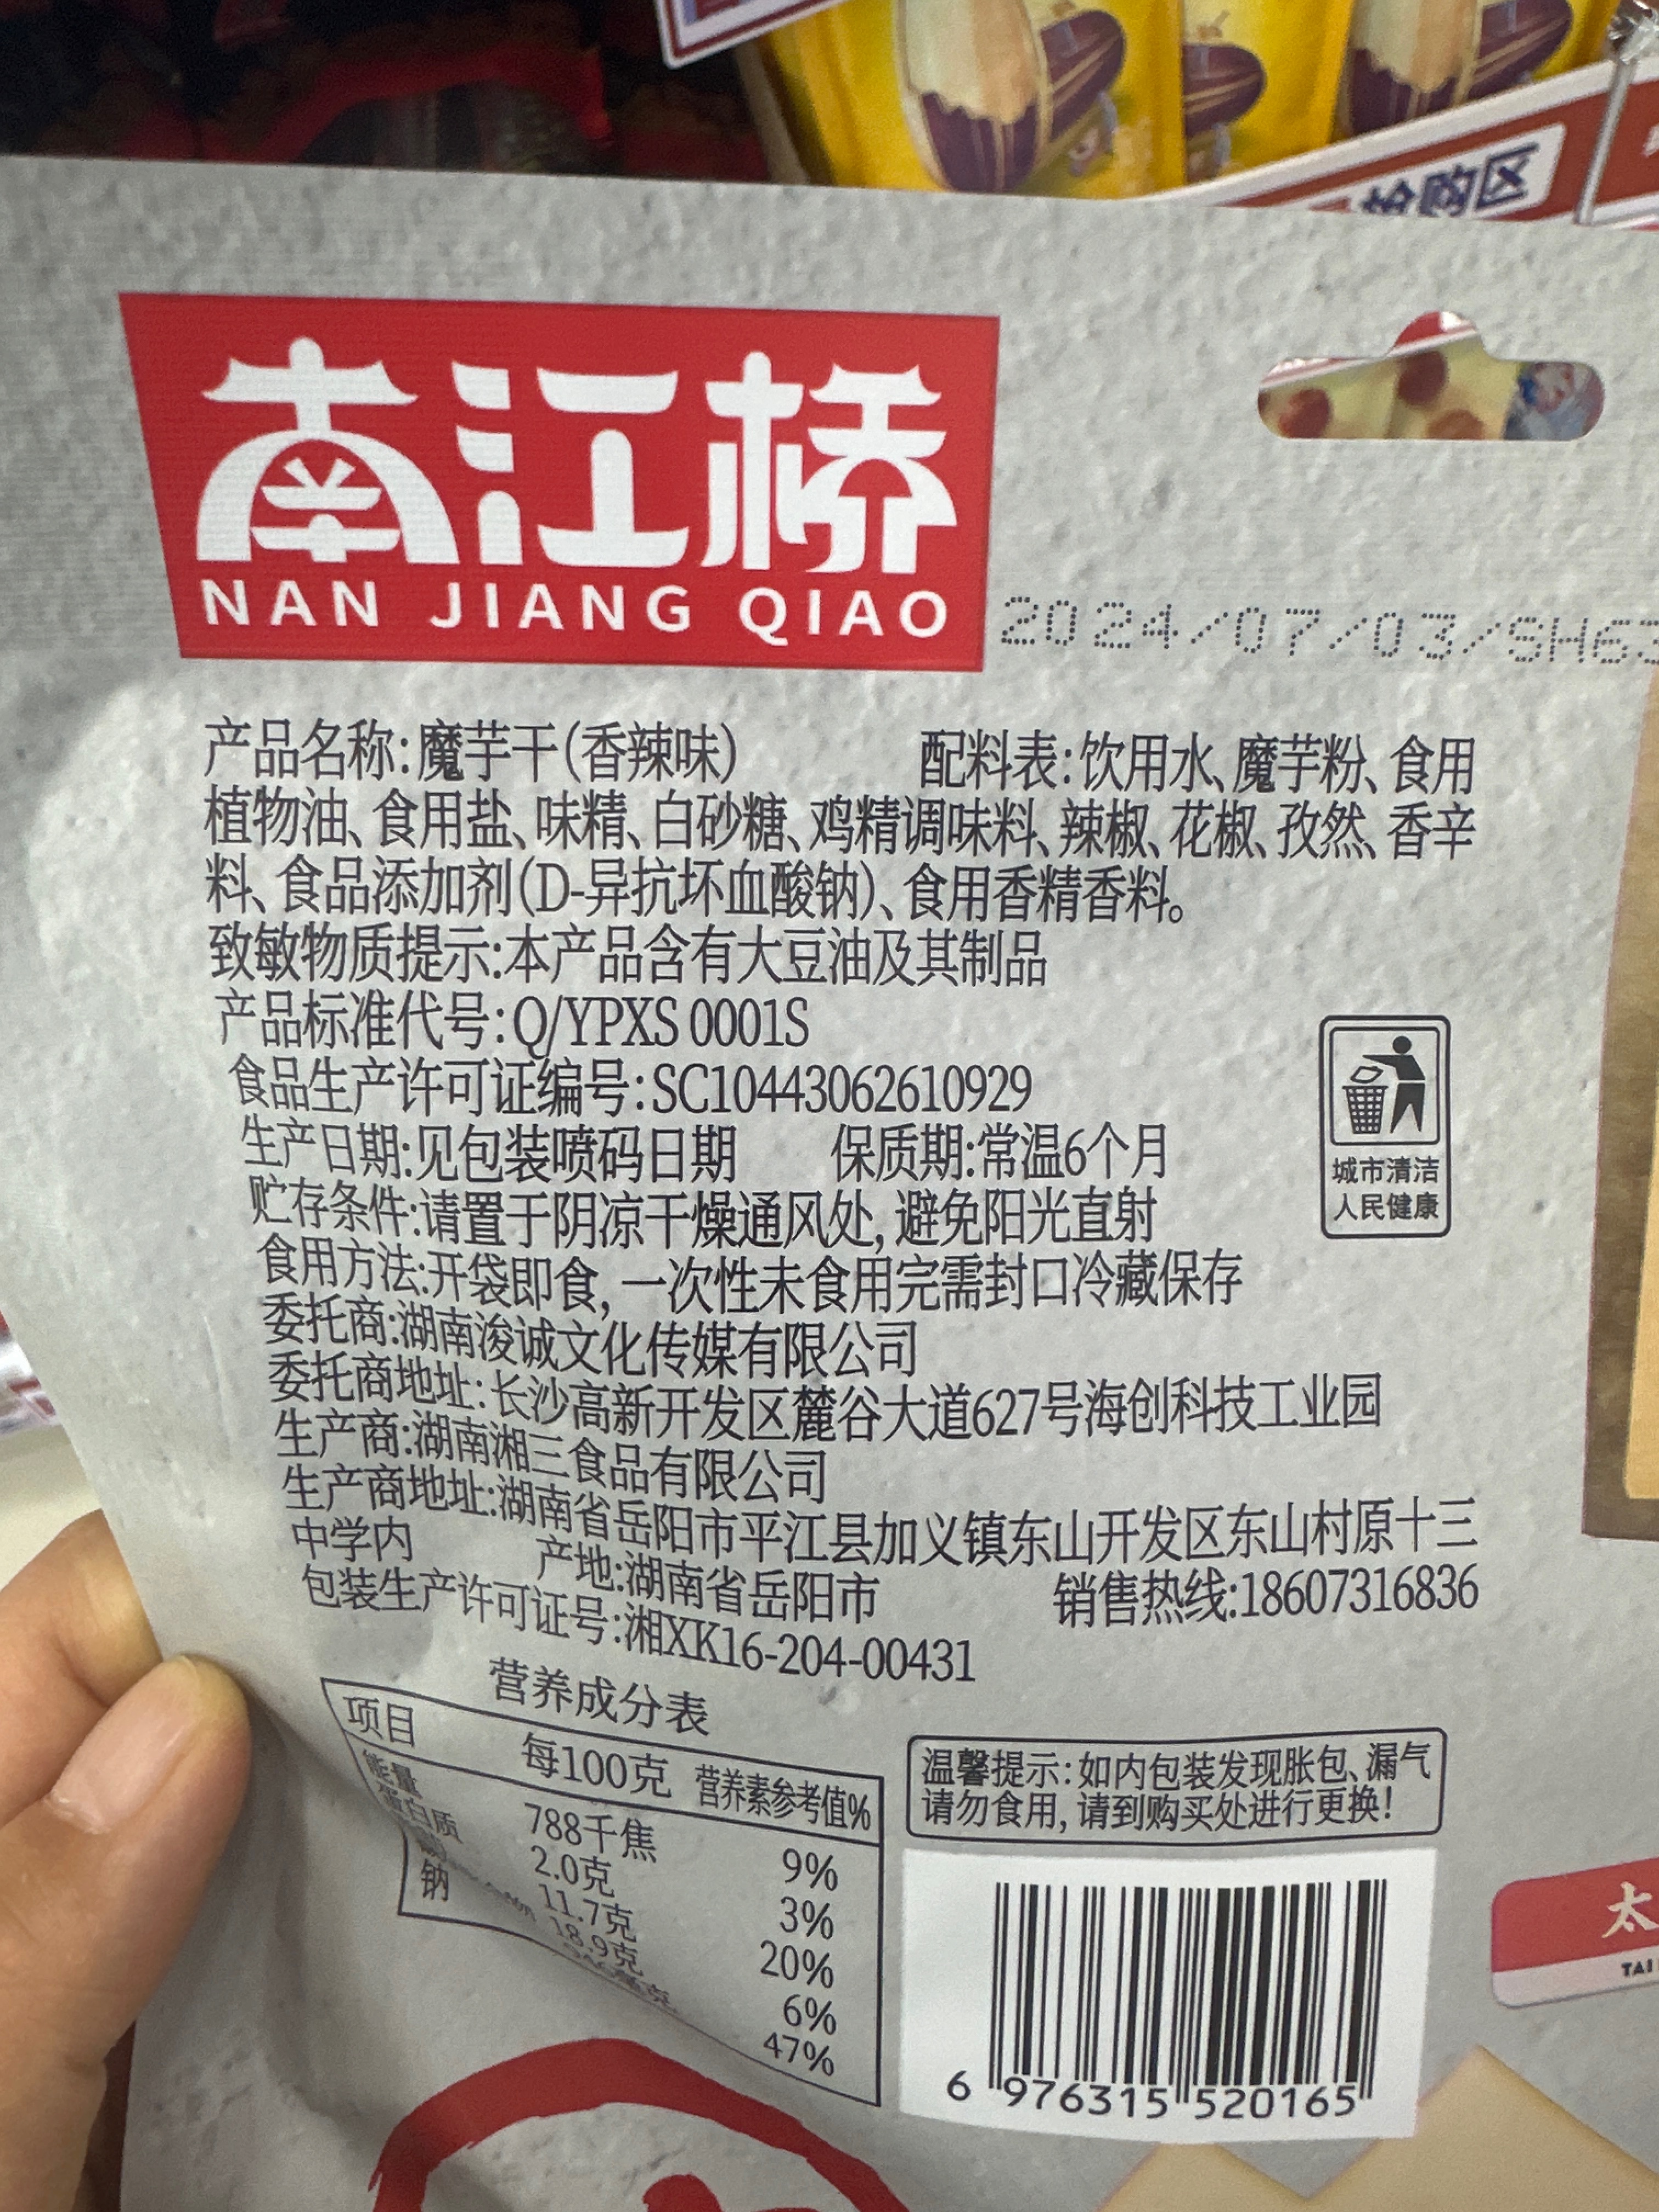 南江桥
NAN JIANG QIAO
2024/07/03/SH63
产品名称:魔芋干(香辣味) 配料表:饮用水、魔芋粉、食用
植物油、食用盐、味精、白砂糖、鸡精调味料、辣椒、花椒、孜然、香辛
料、食品添加剂(D-异抗坏血酸钠)、食用香精香料。
致敏物质提示:本产品含有大豆油及其制品
产品标准代号:Q/YPXS 0001S
食品生产许可证编号:SC10443062610929
生产日期:见包装喷码日期 保质期:常温6个月
贮存条件:请置于阴凉干燥通风处,避免阳光直射
食用方法:开袋即食,一次性未食用完需封口冷藏保存
委托商:湖南浚诚文化传媒有限公司
委托商地址:长沙高新开发区麓谷大道627号海创科技工业园
生产商:湖南湘三食品有限公司
生产商地址:湖南省岳阳市平江县加义镇东山开发区东山村原十三
中学内 产地:湖南省岳阳市 销售热线:18607316836
包装生产许可证号:湘XK16-204-00431
城市清洁
人民健康
营养成分表
项目 每100克 营养素参考值%
能量 788千焦 9%
蛋白质 2.0克 3%
11.7克 20%
18.9克 6%
钠 47%
温馨提示:如内包装发现胀包、漏气
请勿食用,请到购买处进行更换!
6 976315 520165
太
TAI